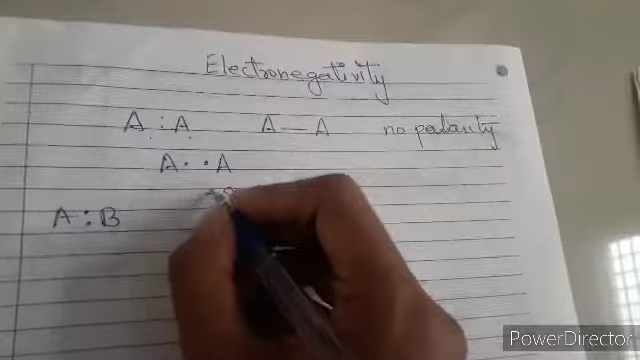 Electronegativity
A : A A — A no polarity
A · · A
A : B
PowerDirector